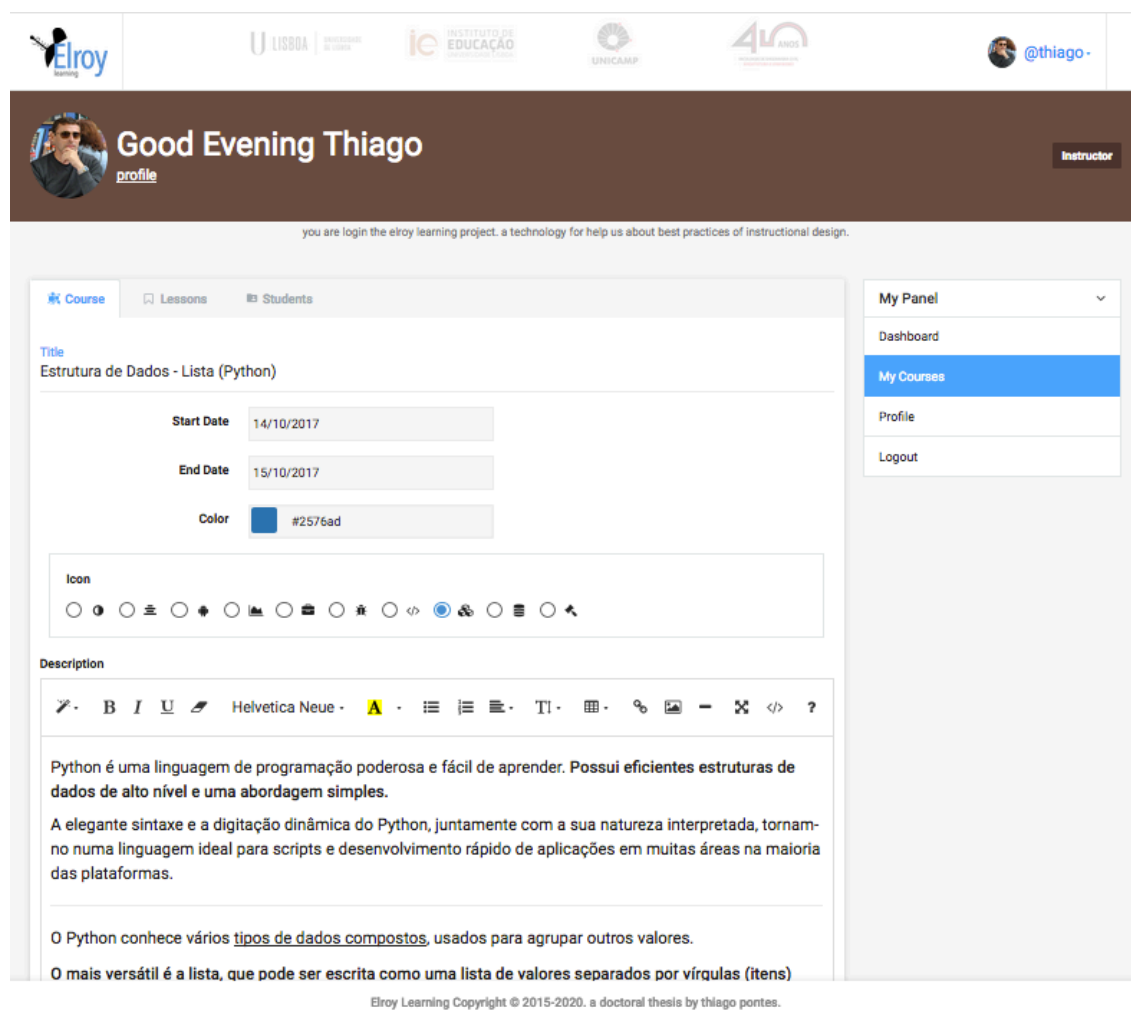 Elroy
learning
LISBOA UNIVERSIDADE DE LISBOA
ie INSTITUTO DE
EDUCAÇÃO
UNICAMP
40 ANOS
@thiago
Good Evening Thiago
profile
Instructor
you are login the elroy learning project. a technology for help us about best practices of instructional design.
Course Lessons Students
My Panel
Dashboard
My Courses
Profile
Logout
Title
Estrutura de Dados - Lista (Python)
Start Date 14/10/2017
End Date 15/10/2017
Color #2576ad
Icon
Description
B I U Helvetica Neue A TI </> ?
Python é uma linguagem de programação poderosa e fácil de aprender. Possui eficientes estruturas de
dados de alto nível e uma abordagem simples.
A elegante sintaxe e a digitação dinâmica do Python, juntamente com a sua natureza interpretada, tornam-
no numa linguagem ideal para scripts e desenvolvimento rápido de aplicações em muitas áreas na maioria
das plataformas.
O Python conhece vários tipos de dados compostos, usados para agrupar outros valores.
O mais versátil é a lista, que pode ser escrita como uma lista de valores separados por vírgulas (itens)
Elroy Learning Copyright © 2015-2020. a doctoral thesis by thiago pontes.